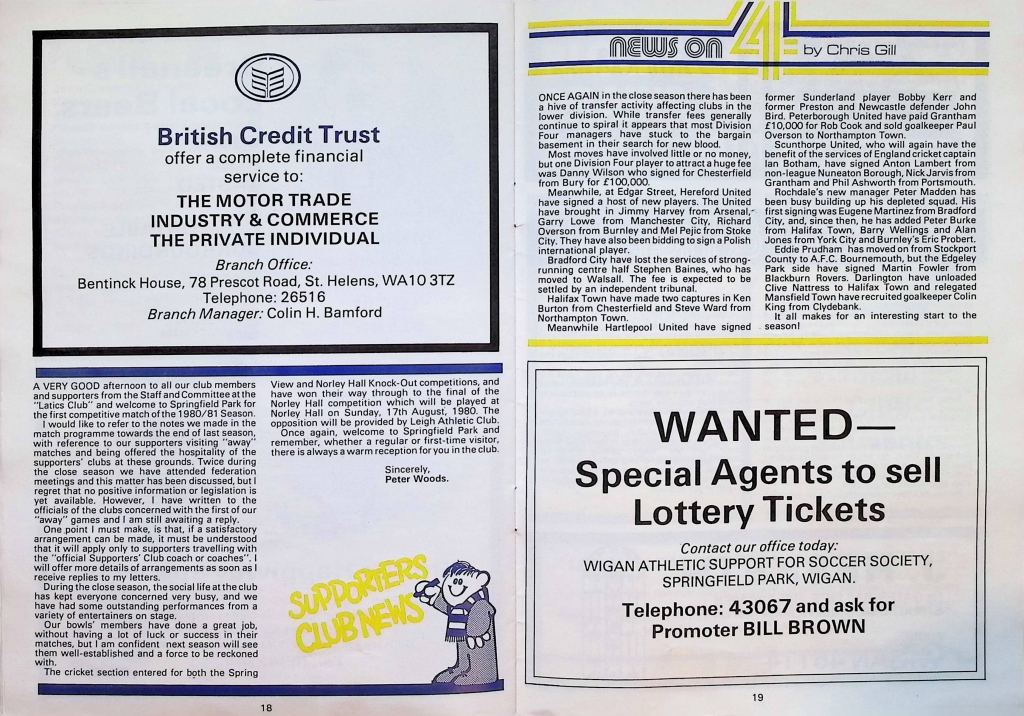 British Credit Trust
offer a complete financial
service to:
THE MOTOR TRADE
INDUSTRY & COMMERCE
THE PRIVATE INDIVIDUAL
Branch Office:
Bentinck House, 78 Prescot Road, St. Helens, WA10 3TZ
Telephone: 26516
Branch Manager: Colin H. Bamford
A VERY GOOD afternoon to all our club members
and supporters from the Staff and Committee at the
"Latics Club" and welcome to Springfield Park for
the first competitive match of the 1980/81 Season.
I would like to refer to the notes we made in the
match programme towards the end of last season,
with reference to our supporters visiting "away"
matches and being offered the hospitality of the
supporters' clubs at these grounds. Twice during
the close season we have attended federation
meetings and this matter has been discussed, but I
regret that no positive information or legislation is
yet available. However, I have written to the
officials of the clubs concerned with the first of our
"away" games and I am still awaiting a reply.
One point I must make, is that, if a satisfactory
arrangement can be made, it must be understood
that it will apply only to supporters travelling with
the "official Supporters' Club coach or coaches". I
will offer more details of arrangements as soon as I
receive replies to my letters.
During the close season, the social life at the club
has kept everyone concerned very busy, and we
have had some outstanding performances from a
variety of entertainers on stage.
Our bowls' members have done a great job,
without having a lot of luck or success in their
matches, but I am confident next season will see
them well-established and a force to be reckoned
with.
The cricket section entered for both the Spring
View and Norley Hall Knock-Out competitions, and
have won their way through to the final of the
Norley Hall competition which will be played at
Norley Hall on Sunday, 17th August, 1980. The
opposition will be provided by Leigh Athletic Club.
Once again, welcome to Springfield Park and
remember, whether a regular or first-time visitor,
there is always a warm reception for you in the club.
Sincerely,
Peter Woods.
SUPPORTERS
CLUB NEWS
18
NEWS ON 4 by Chris Gill
ONCE AGAIN in the close season there has been
a hive of transfer activity affecting clubs in the
lower division. While transfer fees generally
continue to spiral it appears that most Division
Four managers have stuck to the bargain
basement in their search for new blood.
Most moves have involved little or no money,
but one Division Four player to attract a huge fee
was Danny Wilson who signed for Chesterfield
from Bury for £100,000.
Meanwhile, at Edgar Street, Hereford United
have signed a host of new players. The United
have brought in Jimmy Harvey from Arsenal,
Garry Lowe from Manchester City, Richard
Overson from Burnley and Mel Pejic from Stoke
City. They have also been bidding to sign a Polish
international player.
Bradford City have lost the services of strong-
running centre half Stephen Baines, who has
moved to Walsall. The fee is expected to be
settled by an independent tribunal.
Halifax Town have made two captures in Ken
Burton from Chesterfield and Steve Ward from
Northampton Town.
Meanwhile Hartlepool United have signed
former Sunderland player Bobby Kerr and
former Preston and Newcastle defender John
Bird. Peterborough United have paid Grantham
£10,000 for Rob Cook and sold goalkeeper Paul
Overson to Northampton Town.
Scunthorpe United, who will again have the
benefit of the services of England cricket captain
Ian Botham, have signed Anton Lambert from
non-league Nuneaton Borough, Nick Jarvis from
Grantham and Phil Ashworth from Portsmouth.
Rochdale's new manager Peter Madden has
been busy building up his depleted squad. His
first signing was Eugene Martinez from Bradford
City, and, since then, he has added Peter Burke
from Halifax Town, Barry Wellings and Alan
Jones from York City and Burnley's Eric Probert.
Eddie Prudham has moved on from Stockport
County to A.F.C. Bournemouth, but the Edgeley
Park side have signed Martin Fowler from
Blackburn Rovers. Darlington have unloaded
Clive Nattress to Halifax Town and relegated
Mansfield Town have recruited goalkeeper Colin
King from Clydebank.
It all makes for an interesting start to the
season!
WANTED—
Special Agents to sell
Lottery Tickets
Contact our office today:
WIGAN ATHLETIC SUPPORT FOR SOCCER SOCIETY,
SPRINGFIELD PARK, WIGAN.
Telephone: 43067 and ask for
Promoter BILL BROWN
19